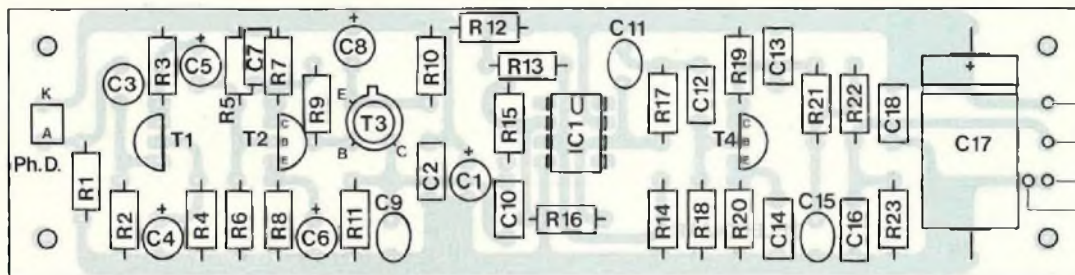 R12
C11
C8
C7
R3
C5
R5
R7
R10
R19
C13
C3
R13
R9
R17
C12
R21
R22
C18
K
A
E
T3
B
C
R15
IC1
T1
T2
C
B
E
T4
C
B
E
C17
+
Ph.D.
R1
C2
C1
R2
C4
R4
R6
R8
C6
R11
C9
C10
R16
R14
R18
R20
C14
C15
C16
R23